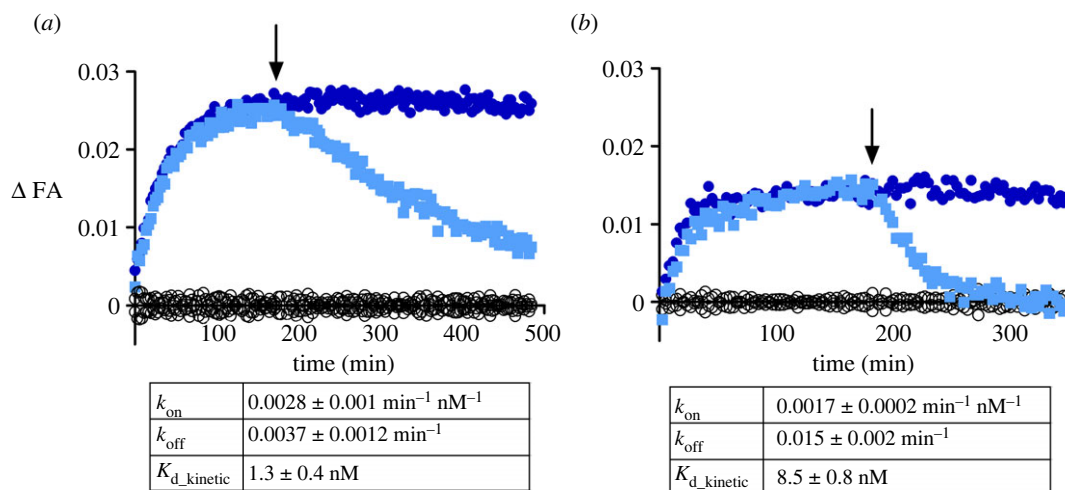 (a)
0.03
0.02
Δ FA
0.01
0
100 200 300 400 500
time (min)
k_on 0.0028 ± 0.001 min⁻¹ nM⁻¹
k_off 0.0037 ± 0.0012 min⁻¹
K_d_kinetic 1.3 ± 0.4 nM
(b)
0.03
0.02
0.01
0
100 200 300
time (min)
k_on 0.0017 ± 0.0002 min⁻¹ nM⁻¹
k_off 0.015 ± 0.002 min⁻¹
K_d_kinetic 8.5 ± 0.8 nM